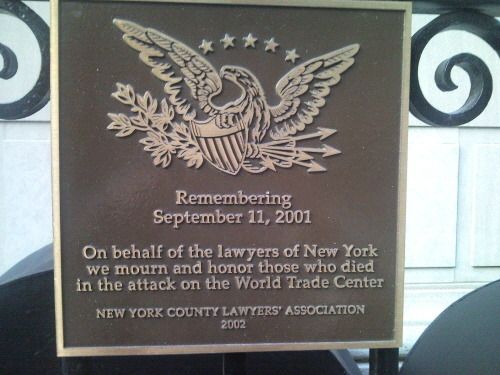 Remembering
September 11, 2001
On behalf of the lawyers of New York
we mourn and honor those who died
in the attack on the World Trade Center
NEW YORK COUNTY LAWYERS' ASSOCIATION
2002